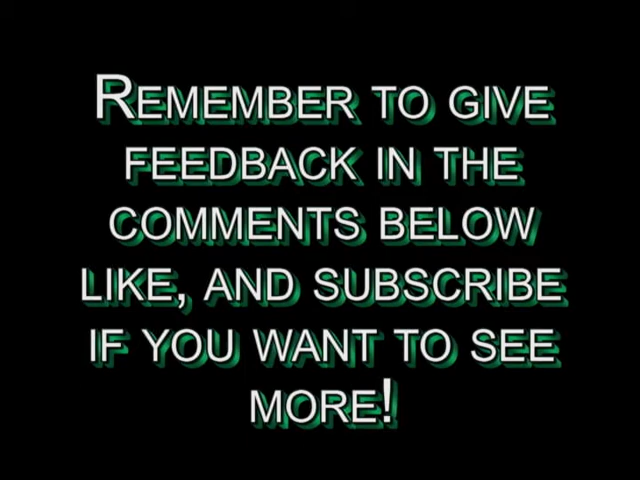 Remember to give
feedback in the
comments below
like, and subscribe
if you want to see
more!